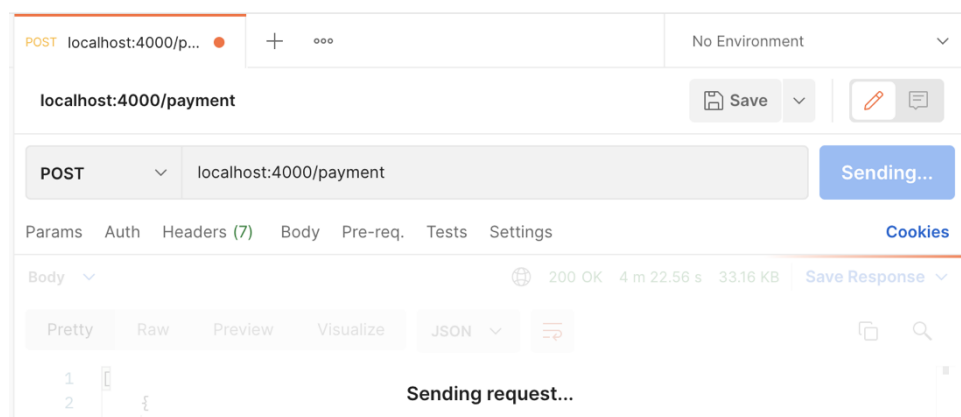 POST localhost:4000/p... No Environment
localhost:4000/payment Save
POST localhost:4000/payment Sending...
Params Auth Headers (7) Body Pre-req. Tests Settings Cookies
Body 200 OK 4 m 22.56 s 33.16 KB Save Response
Pretty Raw Preview Visualize JSON
1 [
2 {
Sending request...